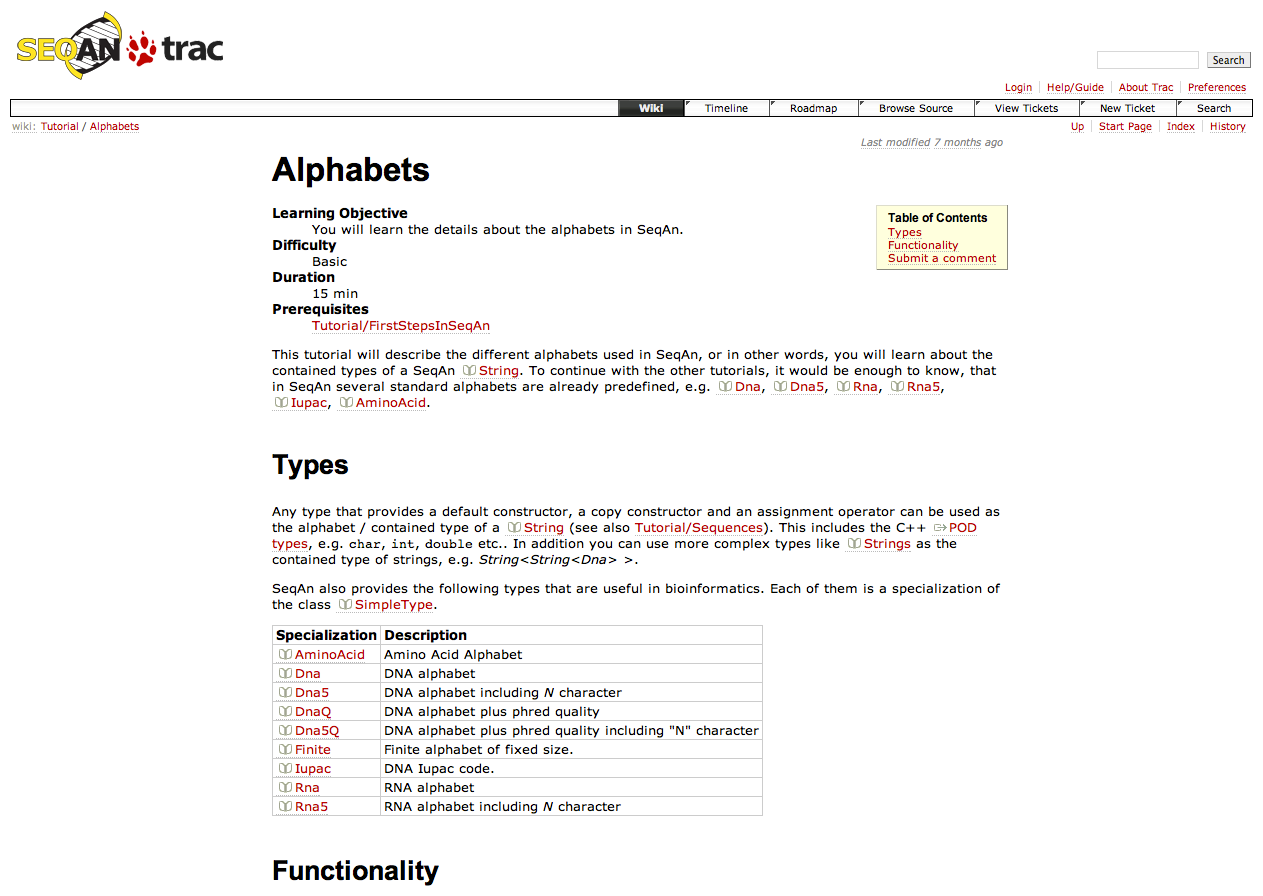 SEQAN trac
Search
Login Help/Guide About Trac Preferences
Wiki Timeline Roadmap Browse Source View Tickets New Ticket Search
wiki: Tutorial / Alphabets
Up Start Page Index History
Last modified 7 months ago
Alphabets
Learning Objective
You will learn the details about the alphabets in SeqAn.
Difficulty
Basic
Duration
15 min
Prerequisites
Tutorial/FirstStepsInSeqAn
Table of Contents
Types
Functionality
Submit a comment
This tutorial will describe the different alphabets used in SeqAn, or in other words, you will learn about the
contained types of a SeqAn String. To continue with the other tutorials, it would be enough to know, that
in SeqAn several standard alphabets are already predefined, e.g. Dna, Dna5, Rna, Rna5,
Iupac, AminoAcid.
Types
Any type that provides a default constructor, a copy constructor and an assignment operator can be used as
the alphabet / contained type of a String (see also Tutorial/Sequences). This includes the C++ POD
types, e.g. char, int, double etc.. In addition you can use more complex types like Strings as the
contained type of strings, e.g. String<String<Dna> >.
SeqAn also provides the following types that are useful in bioinformatics. Each of them is a specialization of
the class SimpleType.
Specialization Description
AminoAcid Amino Acid Alphabet
Dna DNA alphabet
Dna5 DNA alphabet including N character
DnaQ DNA alphabet plus phred quality
Dna5Q DNA alphabet plus phred quality including "N" character
Finite Finite alphabet of fixed size.
Iupac DNA Iupac code.
Rna RNA alphabet
Rna5 RNA alphabet including N character
Functionality